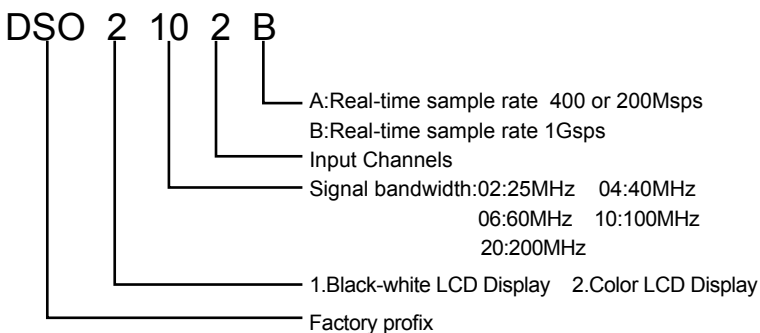 DSO 2 10 2 B
A:Real-time sample rate 400 or 200Msps
B:Real-time sample rate 1Gsps
Input Channels
Signal bandwidth:02:25MHz 04:40MHz
06:60MHz 10:100MHz
20:200MHz
1.Black-white LCD Display 2.Color LCD Display
Factory profix